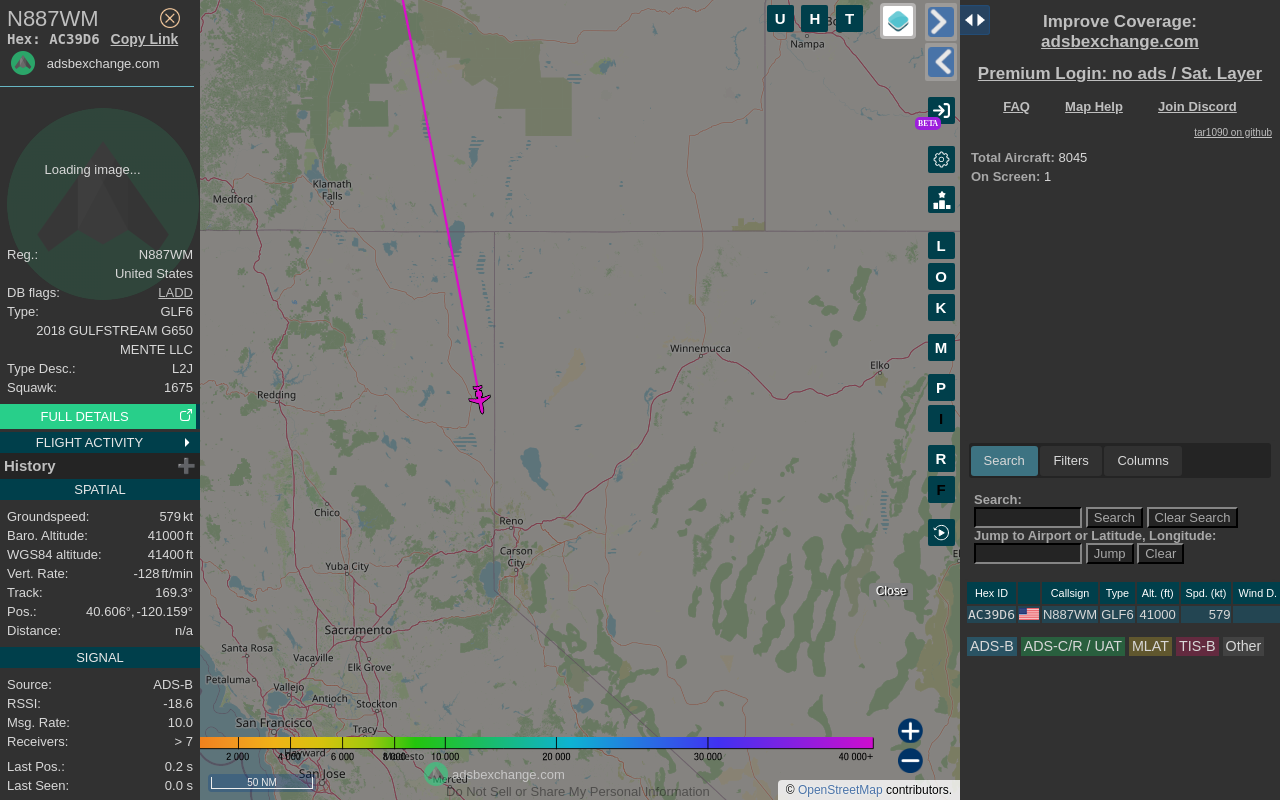 N887WM
Hex: AC39D6 Copy Link
adsbexchange.com
Loading image...
Reg.: N887WM
United States
DB flags: LADD
Type: GLF6
2018 GULFSTREAM G650
MENTE LLC
Type Desc.: L2J
Squawk: 1675
FULL DETAILS
FLIGHT ACTIVITY
History
SPATIAL
Groundspeed: 579 kt
Baro. Altitude: 41000 ft
WGS84 altitude: 41400 ft
Vert. Rate: -128 ft/min
Track: 169.3°
Pos.: 40.606°, -120.159°
Distance: n/a
SIGNAL
Source: ADS-B
RSSI: -18.6
Msg. Rate: 10.0
Receivers: > 7
Last Pos.: 0.2 s
Last Seen: 0.0 s
U H T
Nampa
BETA
Klamath
Falls
Medford
L
O
K
M
P
I
R
F
Winnemucca
Elko
Redding
Chico
Reno
Carson
City
Yuba City
Close
Sacramento
Santa Rosa
Vacaville
Elk Grove
Petaluma
Vallejo
Antioch
Stockton
San Francisco
Tracy
Hayward
Modesto
San Jose
Merced
2 000 4 000 6 000 8 000 10 000 20 000 30 000 40 000+
50 NM
adsbexchange.com
Do Not Sell or Share My Personal Information
© OpenStreetMap contributors.
Improve Coverage:
adsbexchange.com
Premium Login: no ads / Sat. Layer
FAQ Map Help Join Discord
tar1090 on github
Total Aircraft: 8045
On Screen: 1
Search Filters Columns
Search:
Search Clear Search
Jump to Airport or Latitude, Longitude:
Jump Clear
Hex ID Callsign Type Alt. (ft) Spd. (kt) Wind D.
AC39D6 N887WM GLF6 41000 579
ADS-B ADS-C/R / UAT MLAT TIS-B Other